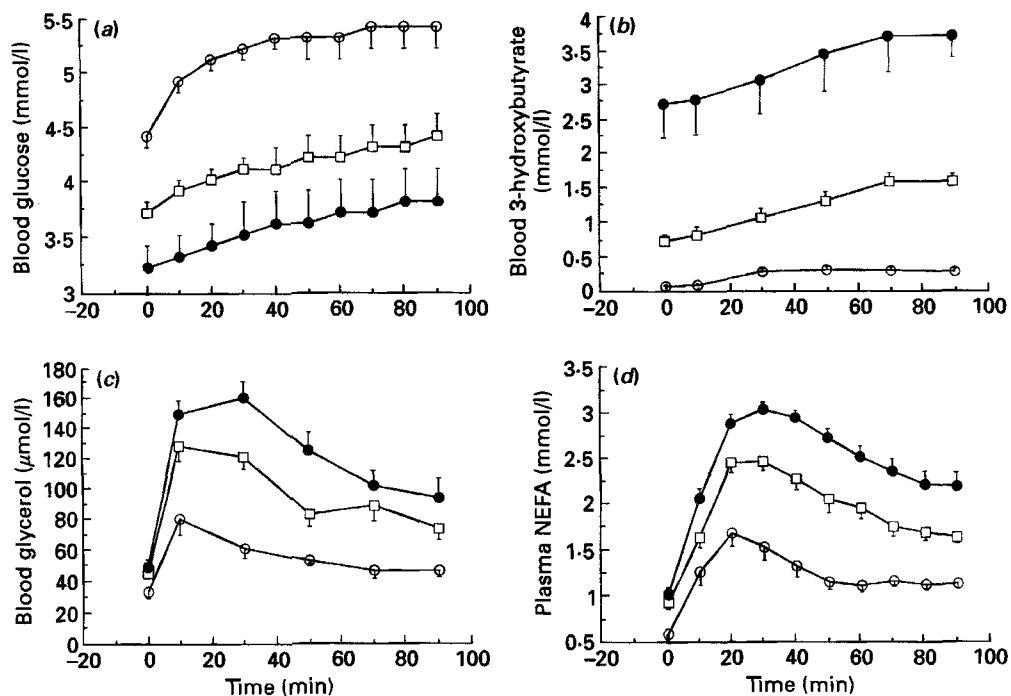 (a)
Blood glucose (mmol/l)
5·5
5
4·5
4
3·5
3
−20 0 20 40 60 80 100
(b)
Blood 3-hydroxybutyrate
(mmol/l)
4
3·5
3
2·5
2
1·5
1
0·5
0
−20 0 20 40 60 80 100
(c)
Blood glycerol (μmol/l)
180
160
140
120
100
80
60
40
20
0
−20 0 20 40 60 80 100
Time (min)
(d)
Plasma NEFA (mmol/l)
3·5
3
2·5
2
1·5
1
0·5
−20 0 20 40 60 80 100
Time (min)